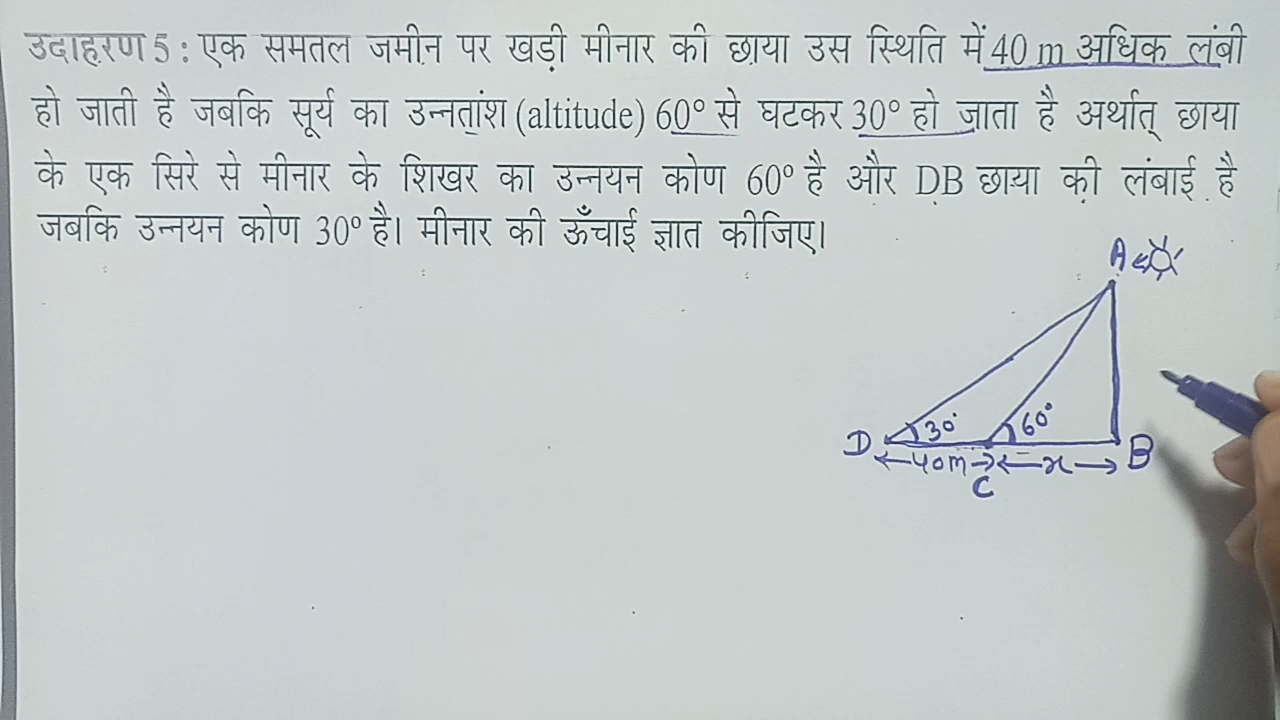 उदाहरण 5 : एक समतल जमीन पर खड़ी मीनार की छाया उस स्थिति में 40 m अधिक लंबी
हो जाती है जबकि सूर्य का उन्नतांश (altitude) 60° से घटकर 30° हो जाता है अर्थात् छाया
के एक सिरे से मीनार के शिखर का उन्नयन कोण 60° है और DB छाया की लंबाई है
जबकि उन्नयन कोण 30° है। मीनार की ऊँचाई ज्ञात कीजिए।
A
30° 60°
D B
40m x
C